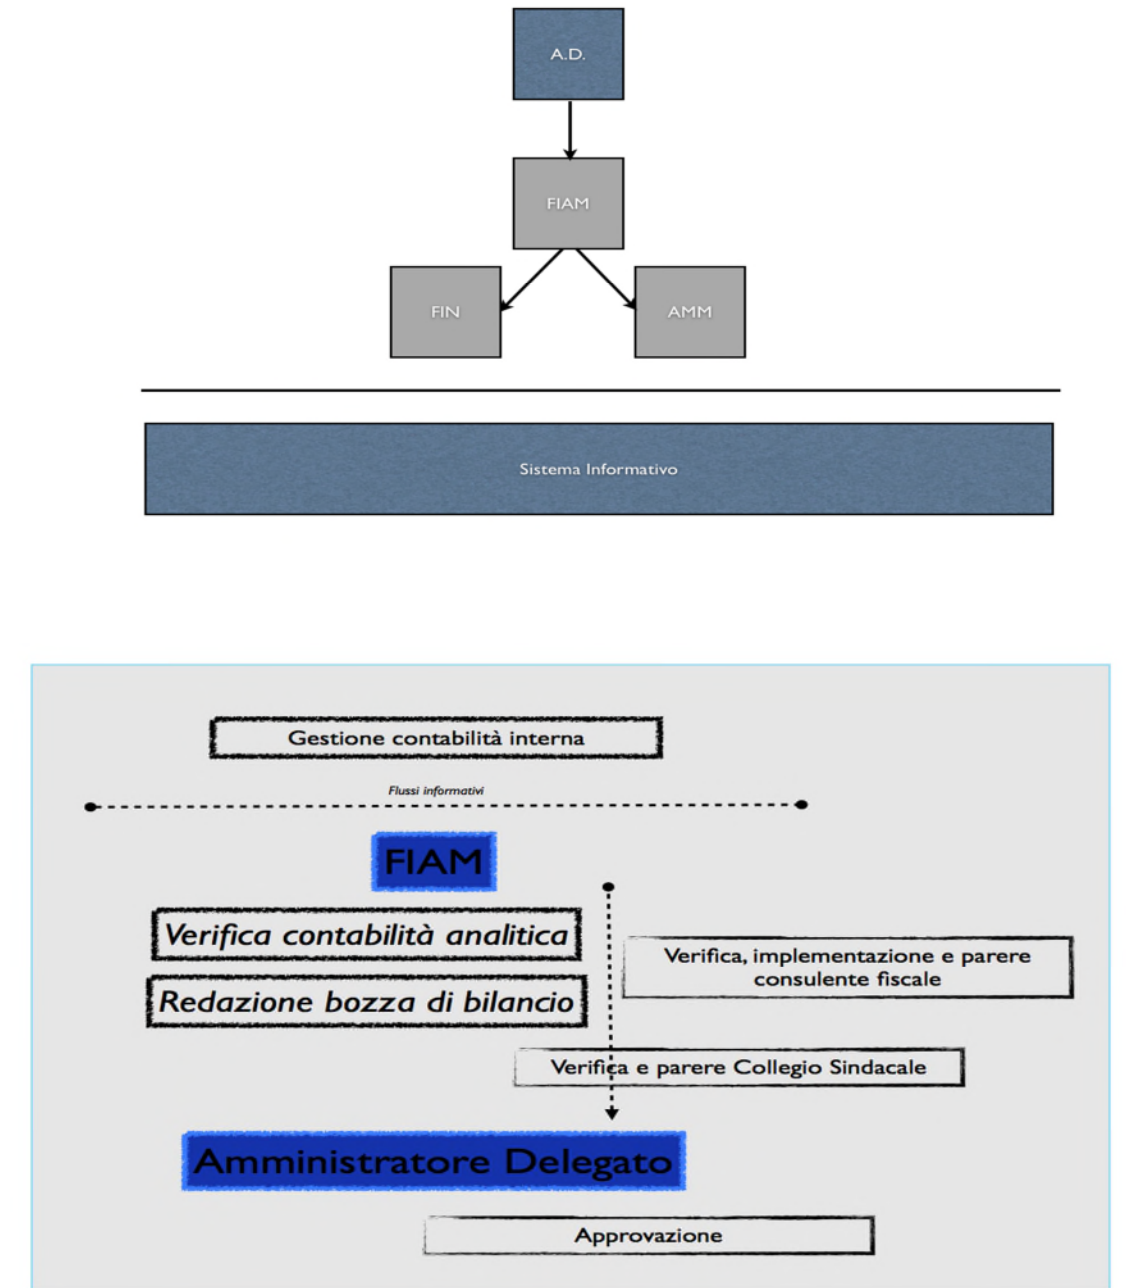 A.D.
FIAM
FIN
AMM
Sistema Informativo
Gestione contabilità interna
Flussi informativi
FIAM
Verifica contabilità analitica
Redazione bozza di bilancio
Verifica, implementazione e parere
consulente fiscale
Verifica e parere Collegio Sindacale
Amministratore Delegato
Approvazione